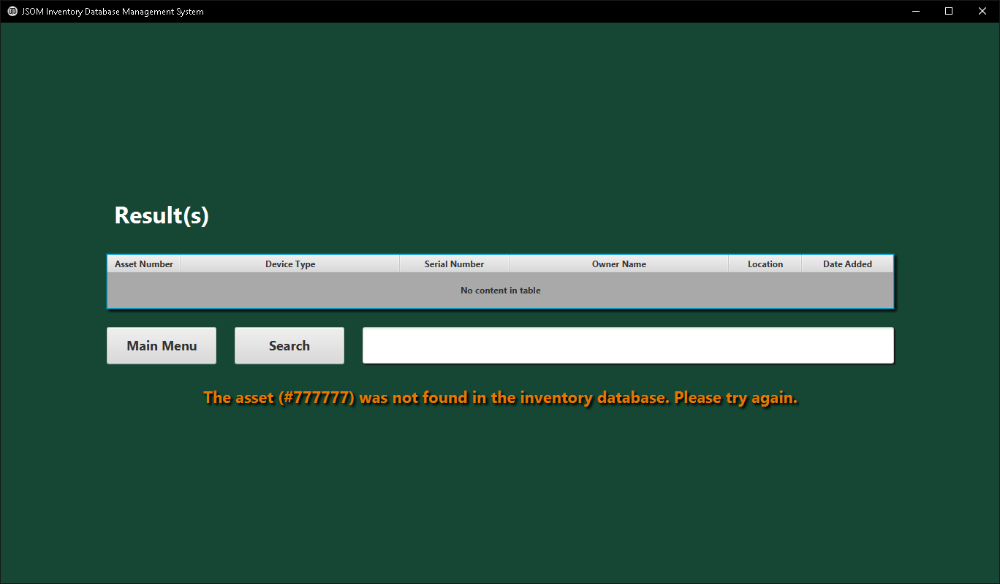 JSOM Inventory Database Management System
Result(s)
Asset Number Device Type Serial Number Owner Name Location Date Added
No content in table
Main Menu Search
The asset (#777777) was not found in the inventory database. Please try again.